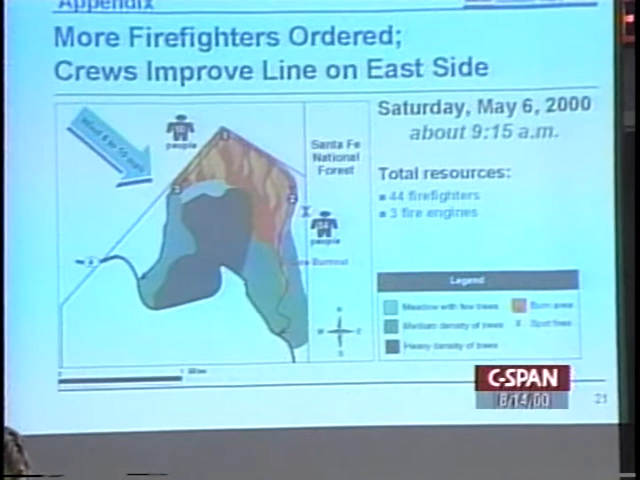 Appendix
More Firefighters Ordered;
Crews Improve Line on East Side
Saturday, May 6, 2000
about 9:15 a.m.
Total resources:
44 firefighters
3 fire engines
people
Santa Fe
National
Forest
people
Burnout
Legend
Meadow with few trees
Burn area
Medium density of trees
Spot fires
Heavy density of trees
C-SPAN
8/14/00
21